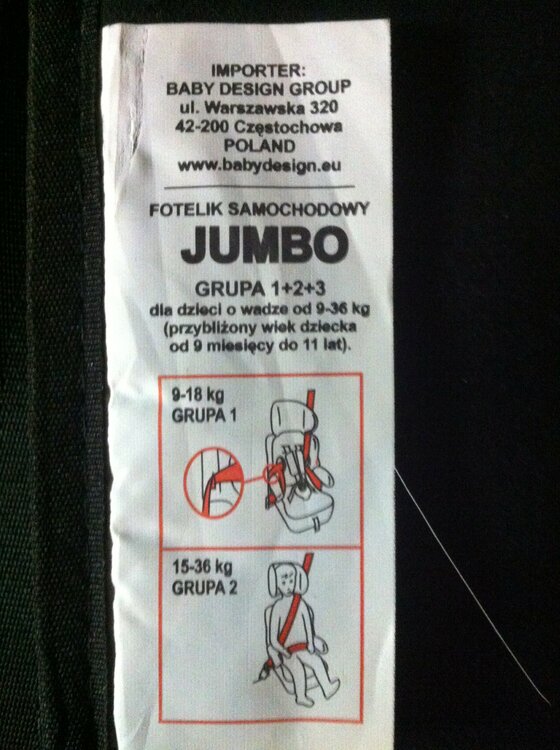 IMPORTER:
BABY DESIGN GROUP
ul. Warszawska 320
42-200 Częstochowa
POLAND
www.babydesign.eu
FOTELIK SAMOCHODOWY
JUMBO
GRUPA 1+2+3
dla dzieci o wadze od 9-36 kg
(przybliżony wiek dziecka
od 9 miesięcy do 11 lat).
9-18 kg
GRUPA 1
15-36 kg
GRUPA 2